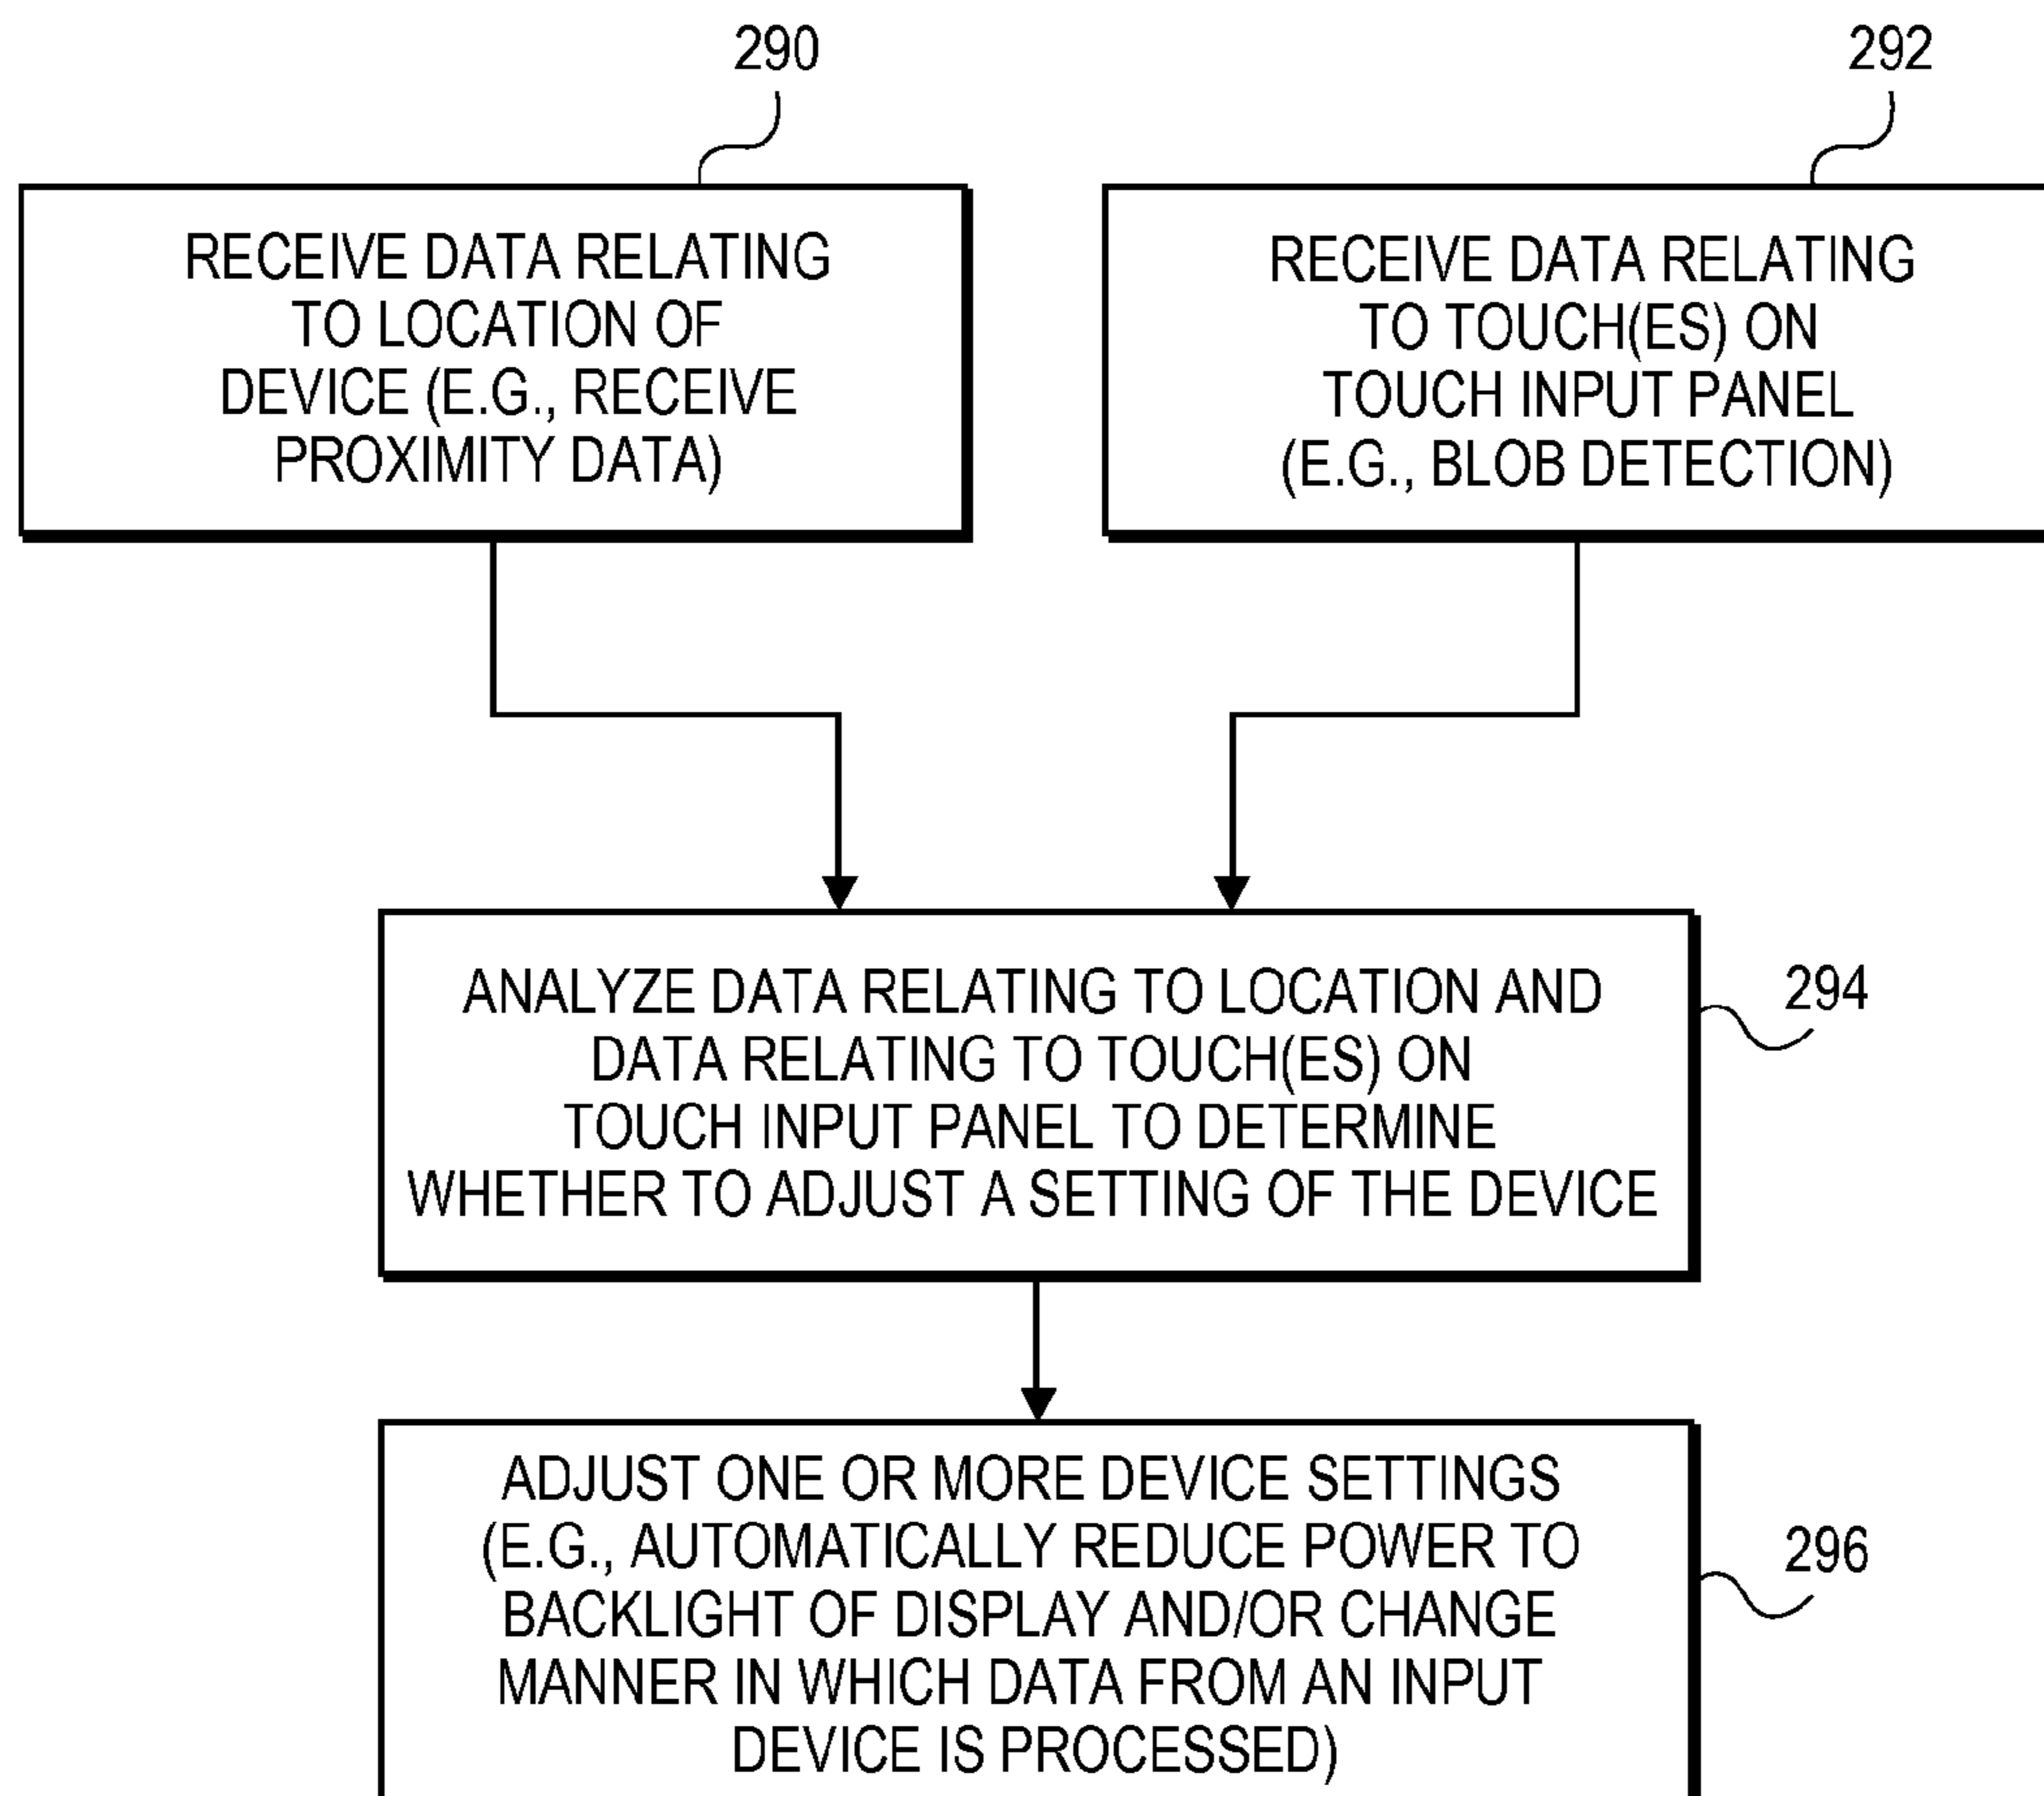 290
RECEIVE DATA RELATING
TO LOCATION OF
DEVICE (E.G., RECEIVE
PROXIMITY DATA)
292
RECEIVE DATA RELATING
TO TOUCH(ES) ON
TOUCH INPUT PANEL
(E.G., BLOB DETECTION)
ANALYZE DATA RELATING TO LOCATION AND
DATA RELATING TO TOUCH(ES) ON
TOUCH INPUT PANEL TO DETERMINE
WHETHER TO ADJUST A SETTING OF THE DEVICE
294
ADJUST ONE OR MORE DEVICE SETTINGS
(E.G., AUTOMATICALLY REDUCE POWER TO
BACKLIGHT OF DISPLAY AND/OR CHANGE
MANNER IN WHICH DATA FROM AN INPUT
DEVICE IS PROCESSED)
296